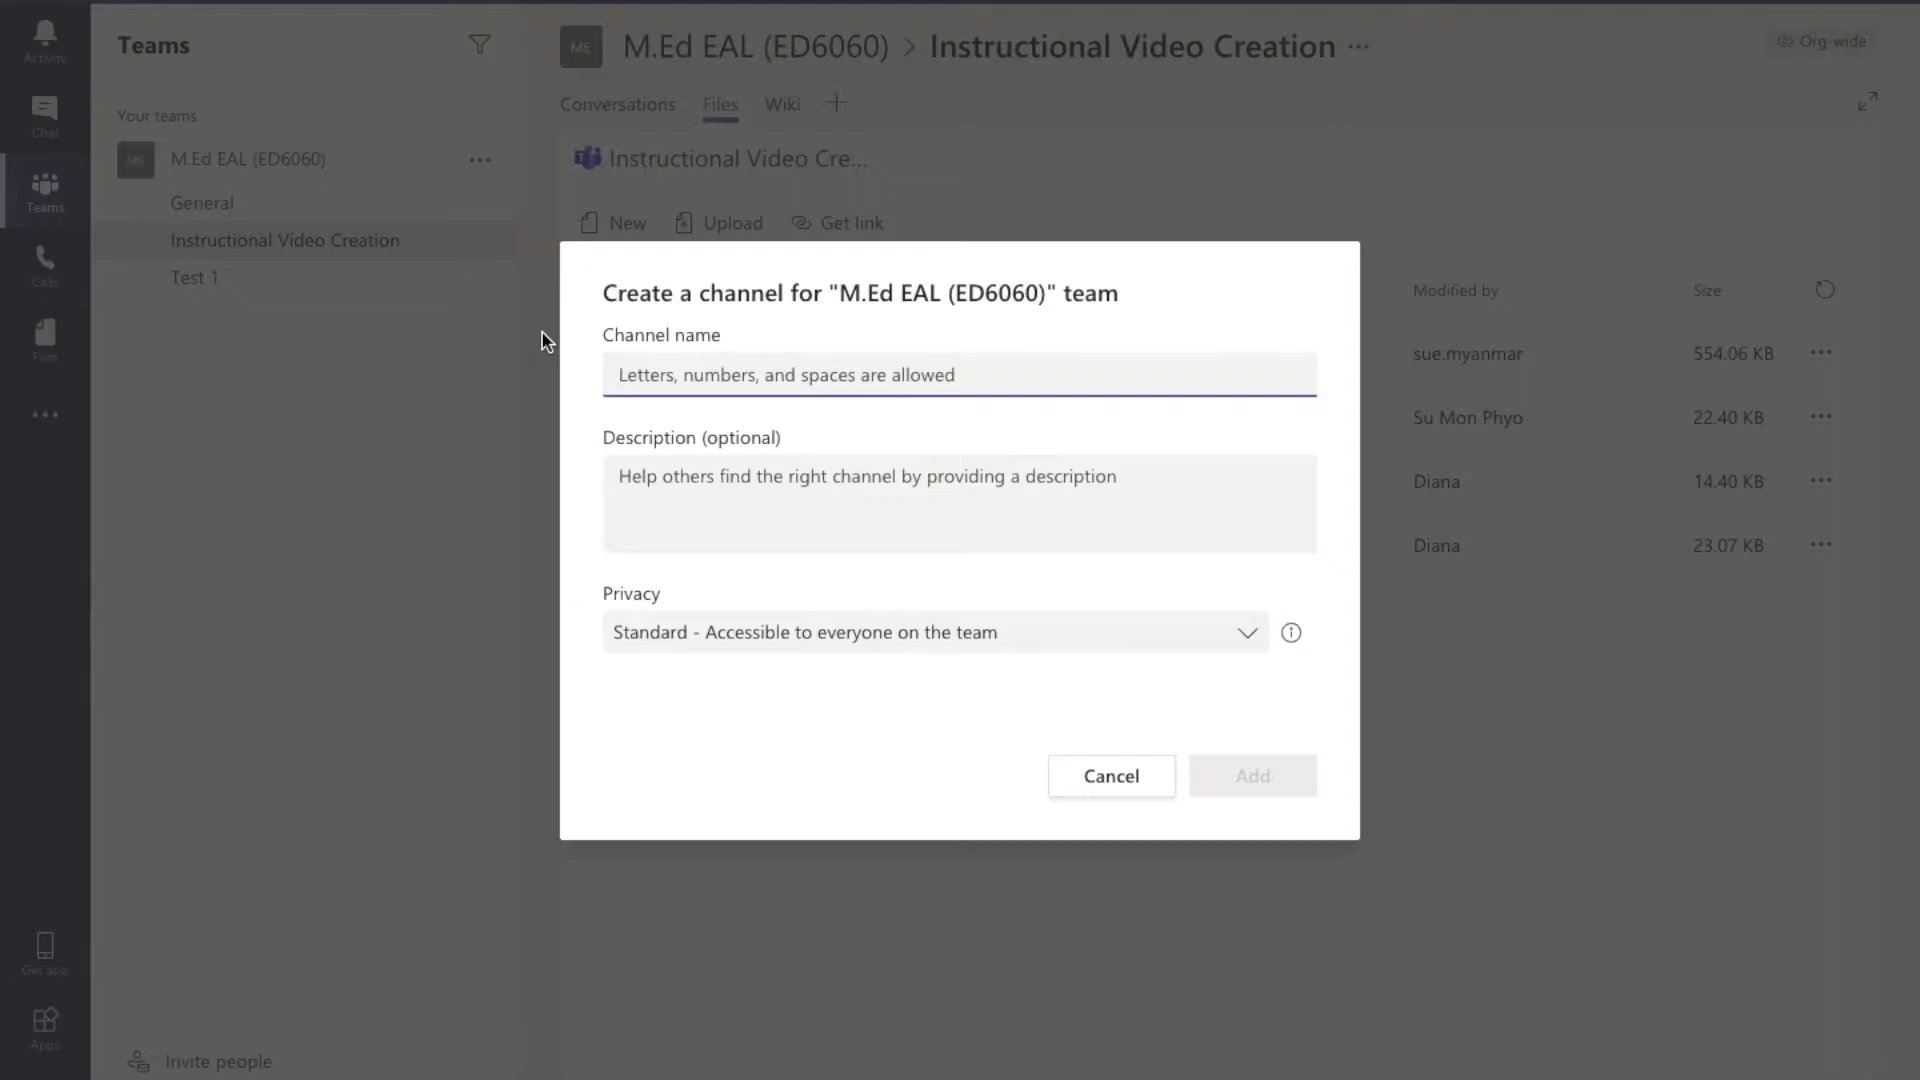 Activity
Chat
Teams
Calls
Files
Get app
Apps
Teams
Your teams
ME
M.Ed EAL (ED6060)
General
Instructional Video Creation
Test 1
Invite people
ME
M.Ed EAL (ED6060) > Instructional Video Creation ...
Org-wide
Conversations Files Wiki +
Instructional Video Cre...
New Upload Get link
Modified by Size
sue.myanmar 554.06 KB
Su Mon Phyo 22.40 KB
Diana 14.40 KB
Diana 23.07 KB
Create a channel for "M.Ed EAL (ED6060)" team
Channel name
Letters, numbers, and spaces are allowed
Description (optional)
Help others find the right channel by providing a description
Privacy
Standard - Accessible to everyone on the team
Cancel
Add